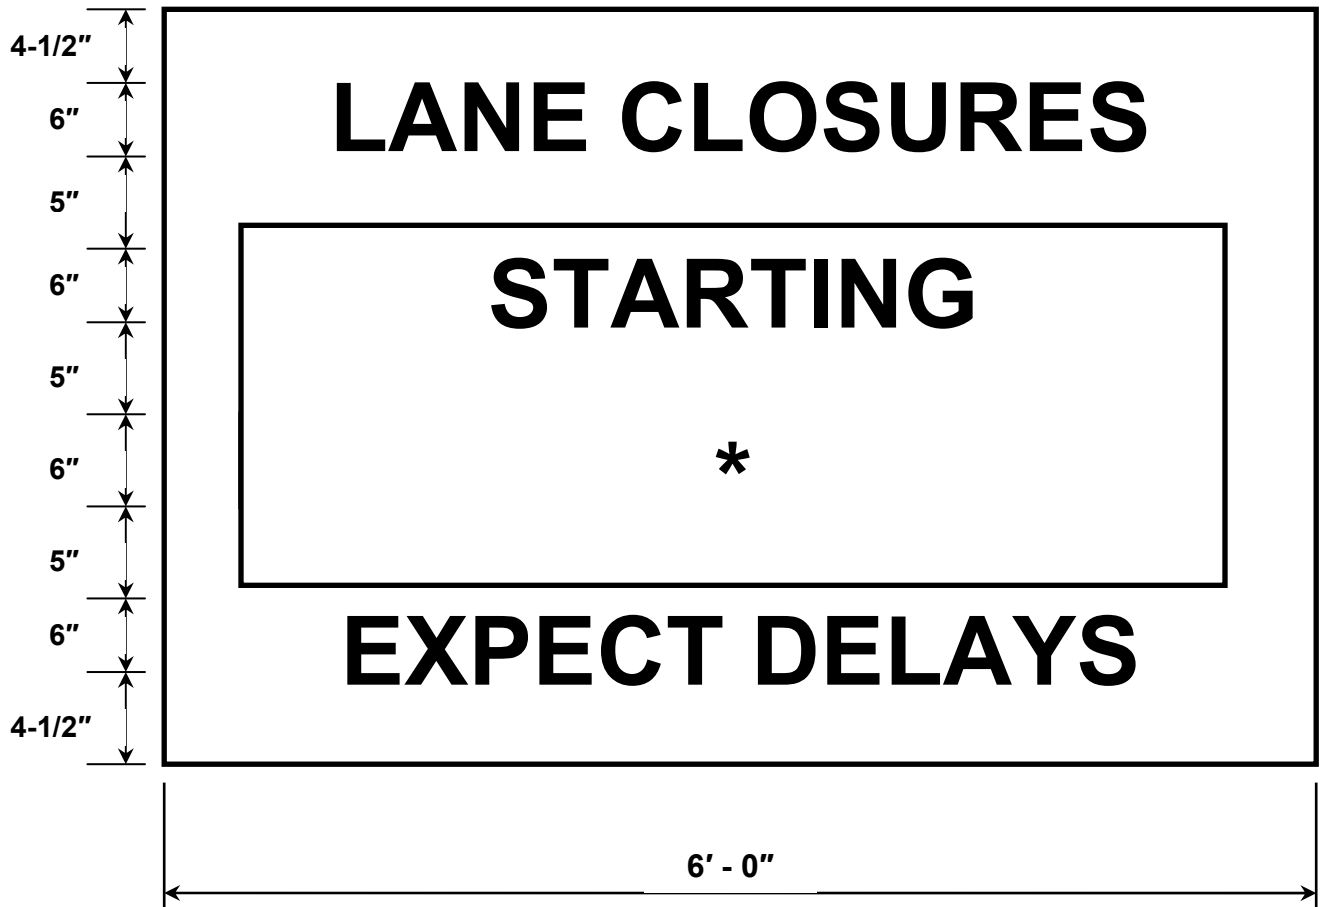 4-1/2″
6″
LANE CLOSURES
5″
6″
STARTING
5″
6″
*
5″
6″
EXPECT DELAYS
4-1/2″
6′ - 0″